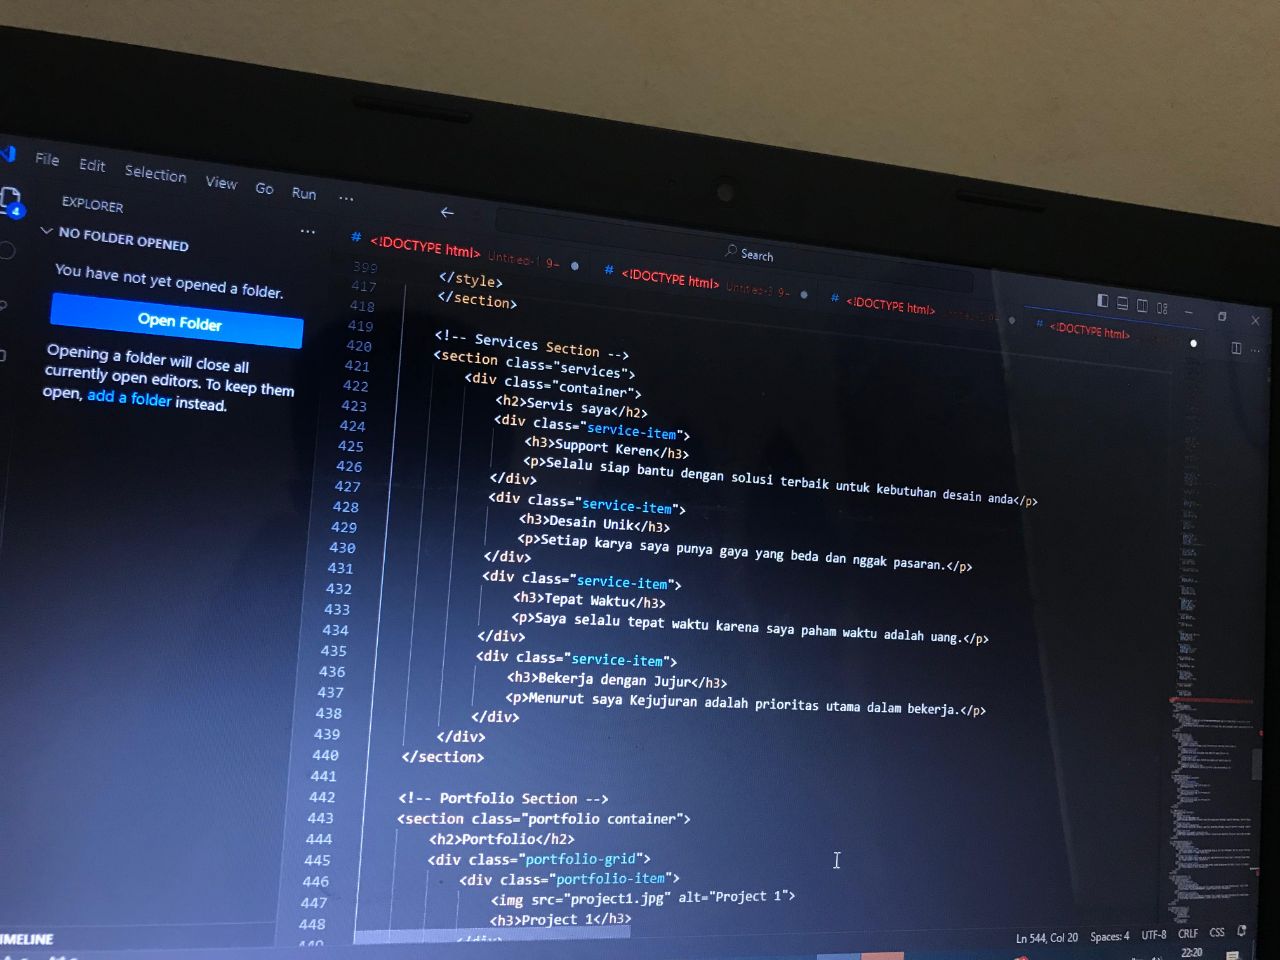 File Edit Selection View Go Run ...
EXPLORER
NO FOLDER OPENED
You have not yet opened a folder.
Open Folder
Opening a folder will close all
currently open editors. To keep them
open, add a folder instead.
IMELINE
4
Search
# <!DOCTYPE html> Untitled-1 9+
# <!DOCTYPE html> Untitled-3 9+
# <!DOCTYPE html>
# <!DOCTYPE html>
399
417 </style>
418 </section>
419
420 <!-- Services Section -->
421 <section class="services">
422 <div class="container">
423 <h2>Servis saya</h2>
424 <div class="service-item">
425 <h3>Support Keren</h3>
426 <p>Selalu siap bantu dengan solusi terbaik untuk kebutuhan desain anda</p>
427 </div>
428 <div class="service-item">
429 <h3>Desain Unik</h3>
430 <p>Setiap karya saya punya gaya yang beda dan nggak pasaran.</p>
431 </div>
432 <div class="service-item">
433 <h3>Tepat Waktu</h3>
434 <p>Saya selalu tepat waktu karena saya paham waktu adalah uang.</p>
435 </div>
436 <div class="service-item">
437 <h3>Bekerja dengan Jujur</h3>
438 <p>Menurut saya Kejujuran adalah prioritas utama dalam bekerja.</p>
439 </div>
440 </div>
441 </section>
442
443 <!-- Portfolio Section -->
444 <section class="portfolio container">
445 <h2>Portfolio</h2>
446 <div class="portfolio-grid">
447 <div class="portfolio-item">
448 <img src="project1.jpg" alt="Project 1">
<h3>Project 1</h3>
Ln 544, Col 20 Spaces: 4 UTF-8 CRLF CSS
22:20